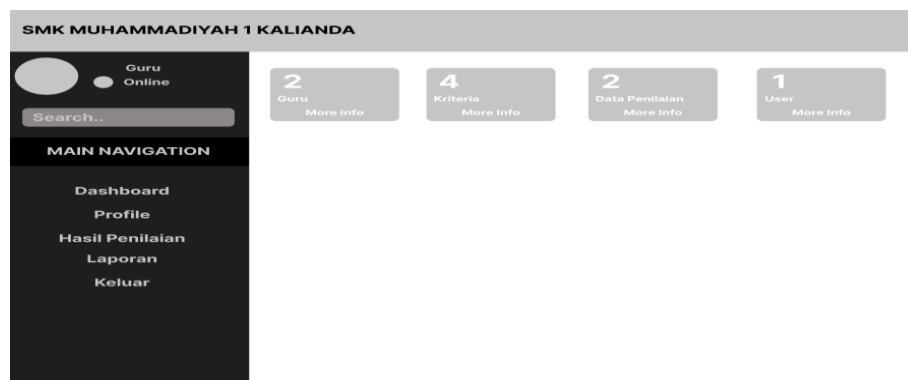 SMK MUHAMMADIYAH 1 KALIANDA
Guru
Online
Search..
MAIN NAVIGATION
Dashboard
Profile
Hasil Penilaian
Laporan
Keluar
2
Guru
More Info
4
Kriteria
More Info
2
Data Penilaian
More Info
1
User
More Info